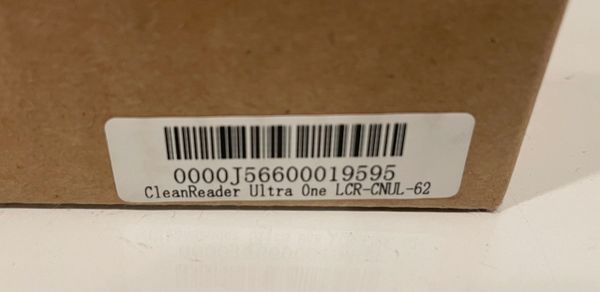 0000J56600019595
CleanReader Ultra One LCR-CNUL-62